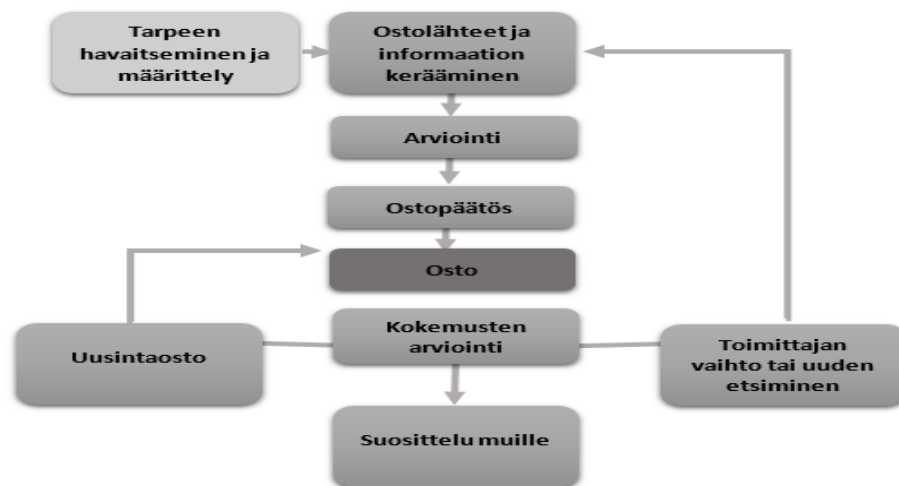 Tarpeen
havaitseminen ja
määrittely
Ostolähteet ja
informaation
kerääminen
Arviointi
Ostopäätös
Osto
Kokemusten
arviointi
Uusintaosto
Toimittajan
vaihto tai uuden
etsiminen
Suosittelu muille